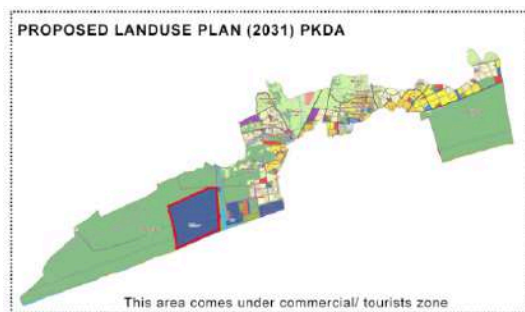 PROPOSED LANDUSE PLAN (2031) PKDA
This area comes under commercial/ tourists zone